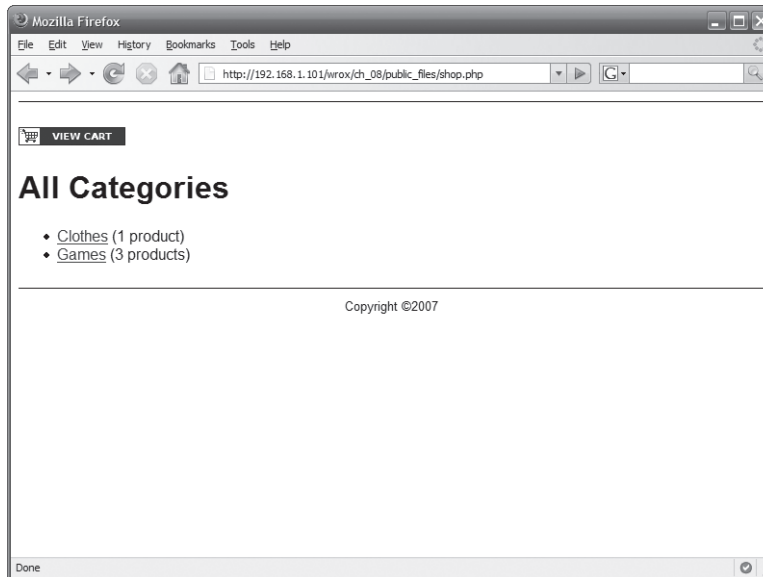 Mozilla Firefox
File Edit View History Bookmarks Tools Help
http://192.168.1.101/wrox/ch_08/public_files/shop.php
G
VIEW CART
All Categories
Clothes (1 product)
Games (3 products)
Copyright ©2007
Done